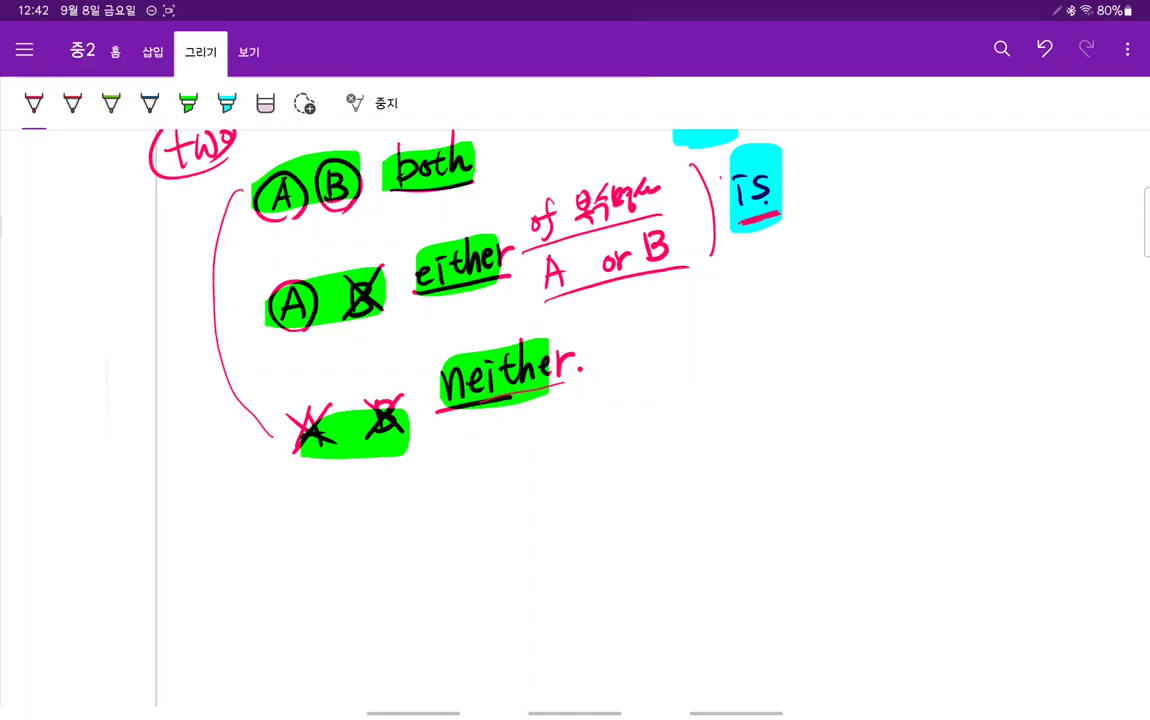 12:42 9월 8일 금요일 80%
중2 홈 삽입 그리기 보기
중지
two
A B both
is
of 복수명사
A B either A or B
neither.
A B